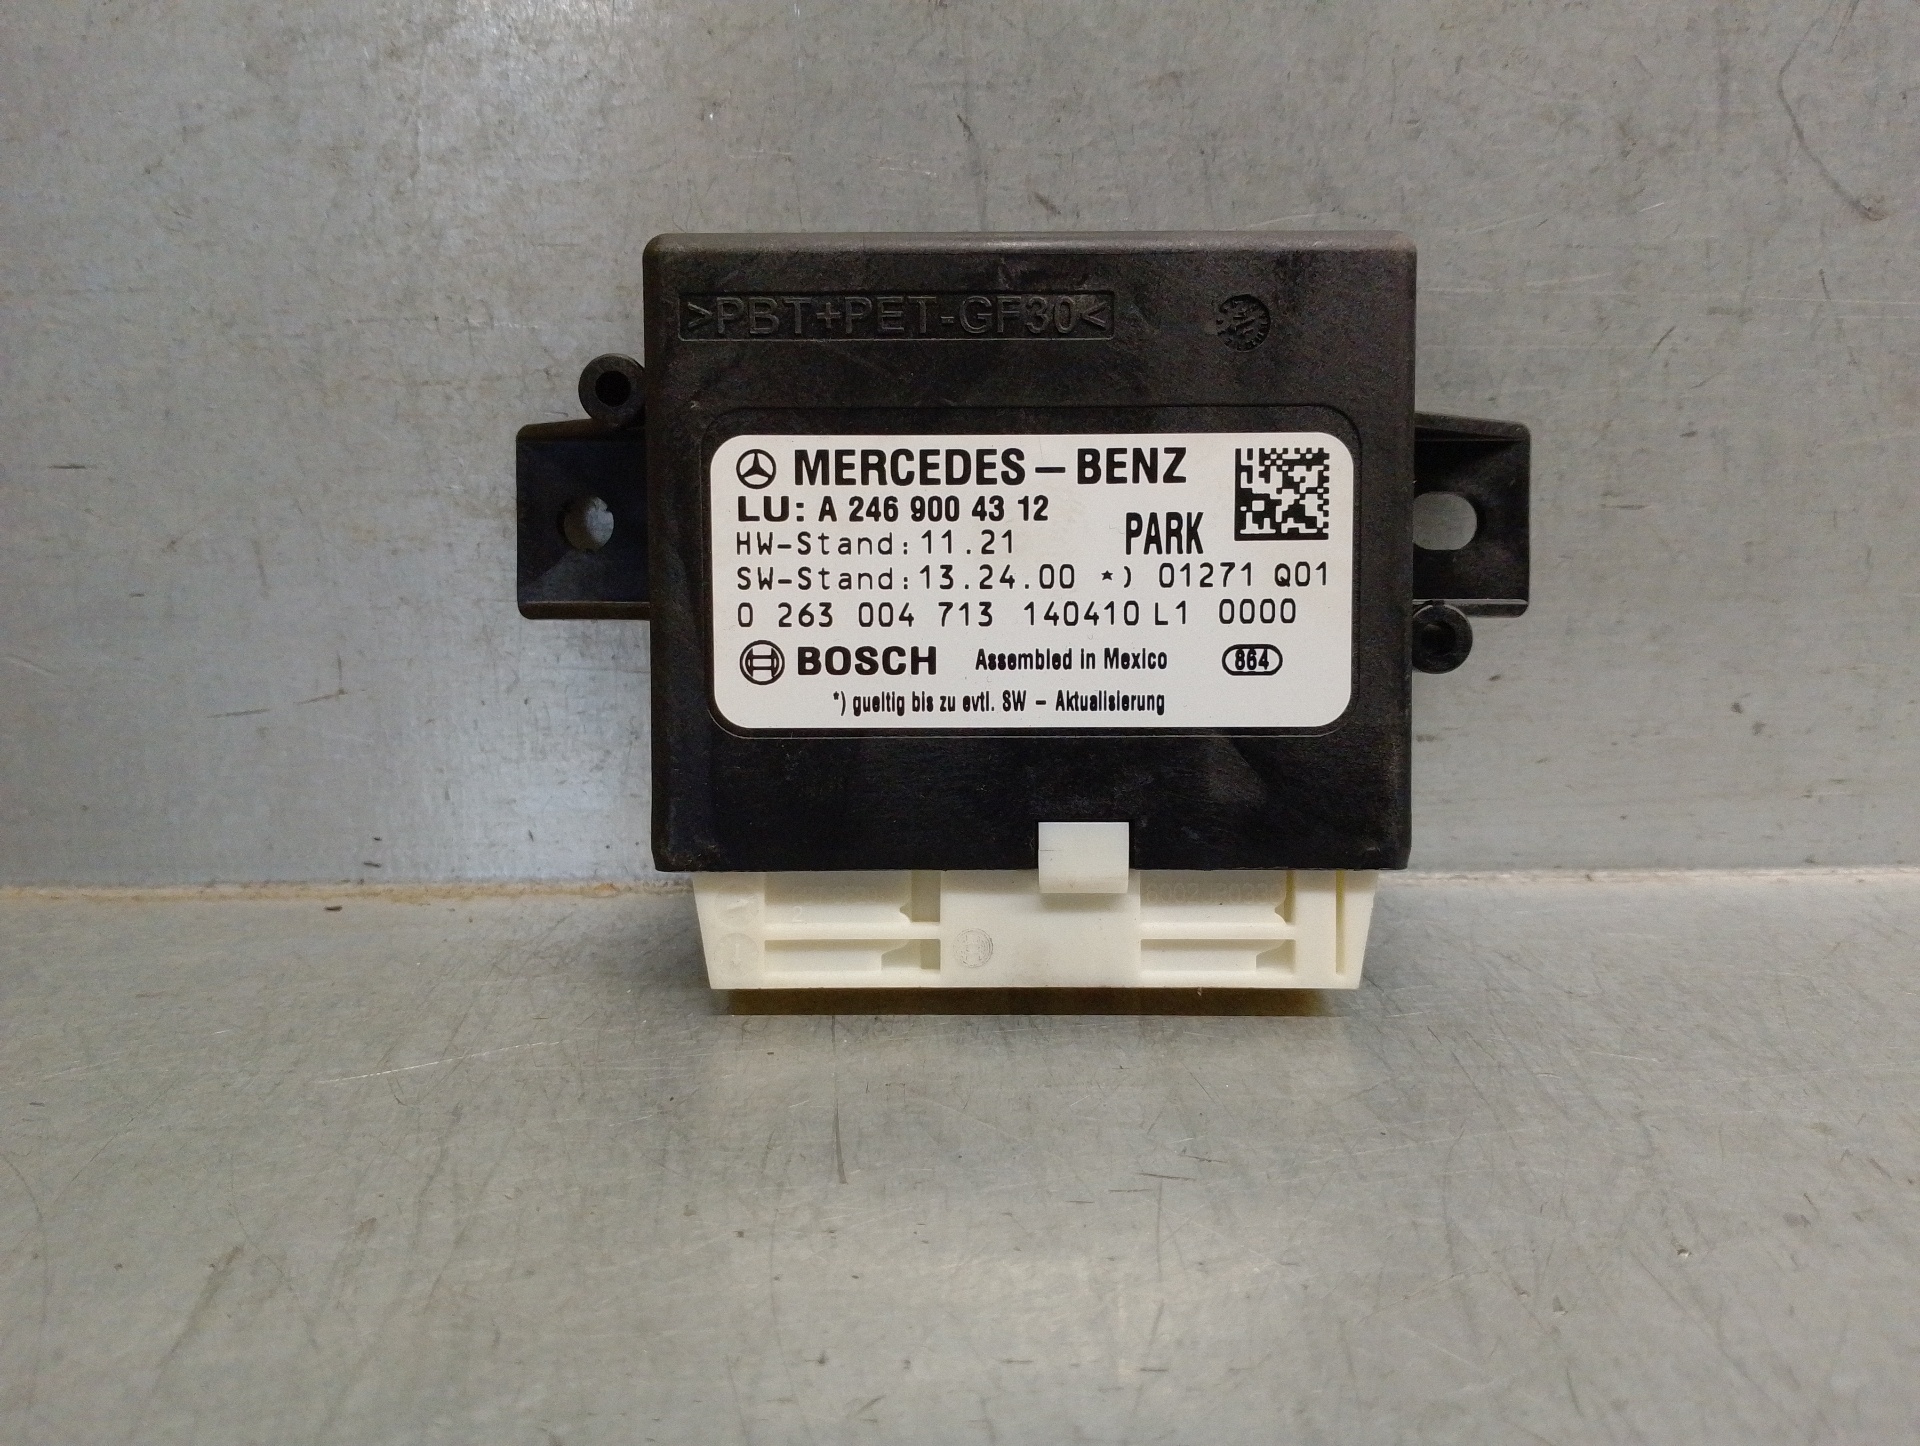 >PBT+PET-GF30<
MERCEDES-BENZ
LU: A 246 900 43 12
HW-Stand: 11.21 PARK
SW-Stand: 13.24.00 *) 01271 Q01
0 263 004 713 140410 L1 0000
BOSCH Assembled in Mexico 864
*) gueltig bis zu evtl. SW - Aktualisierung
2
1